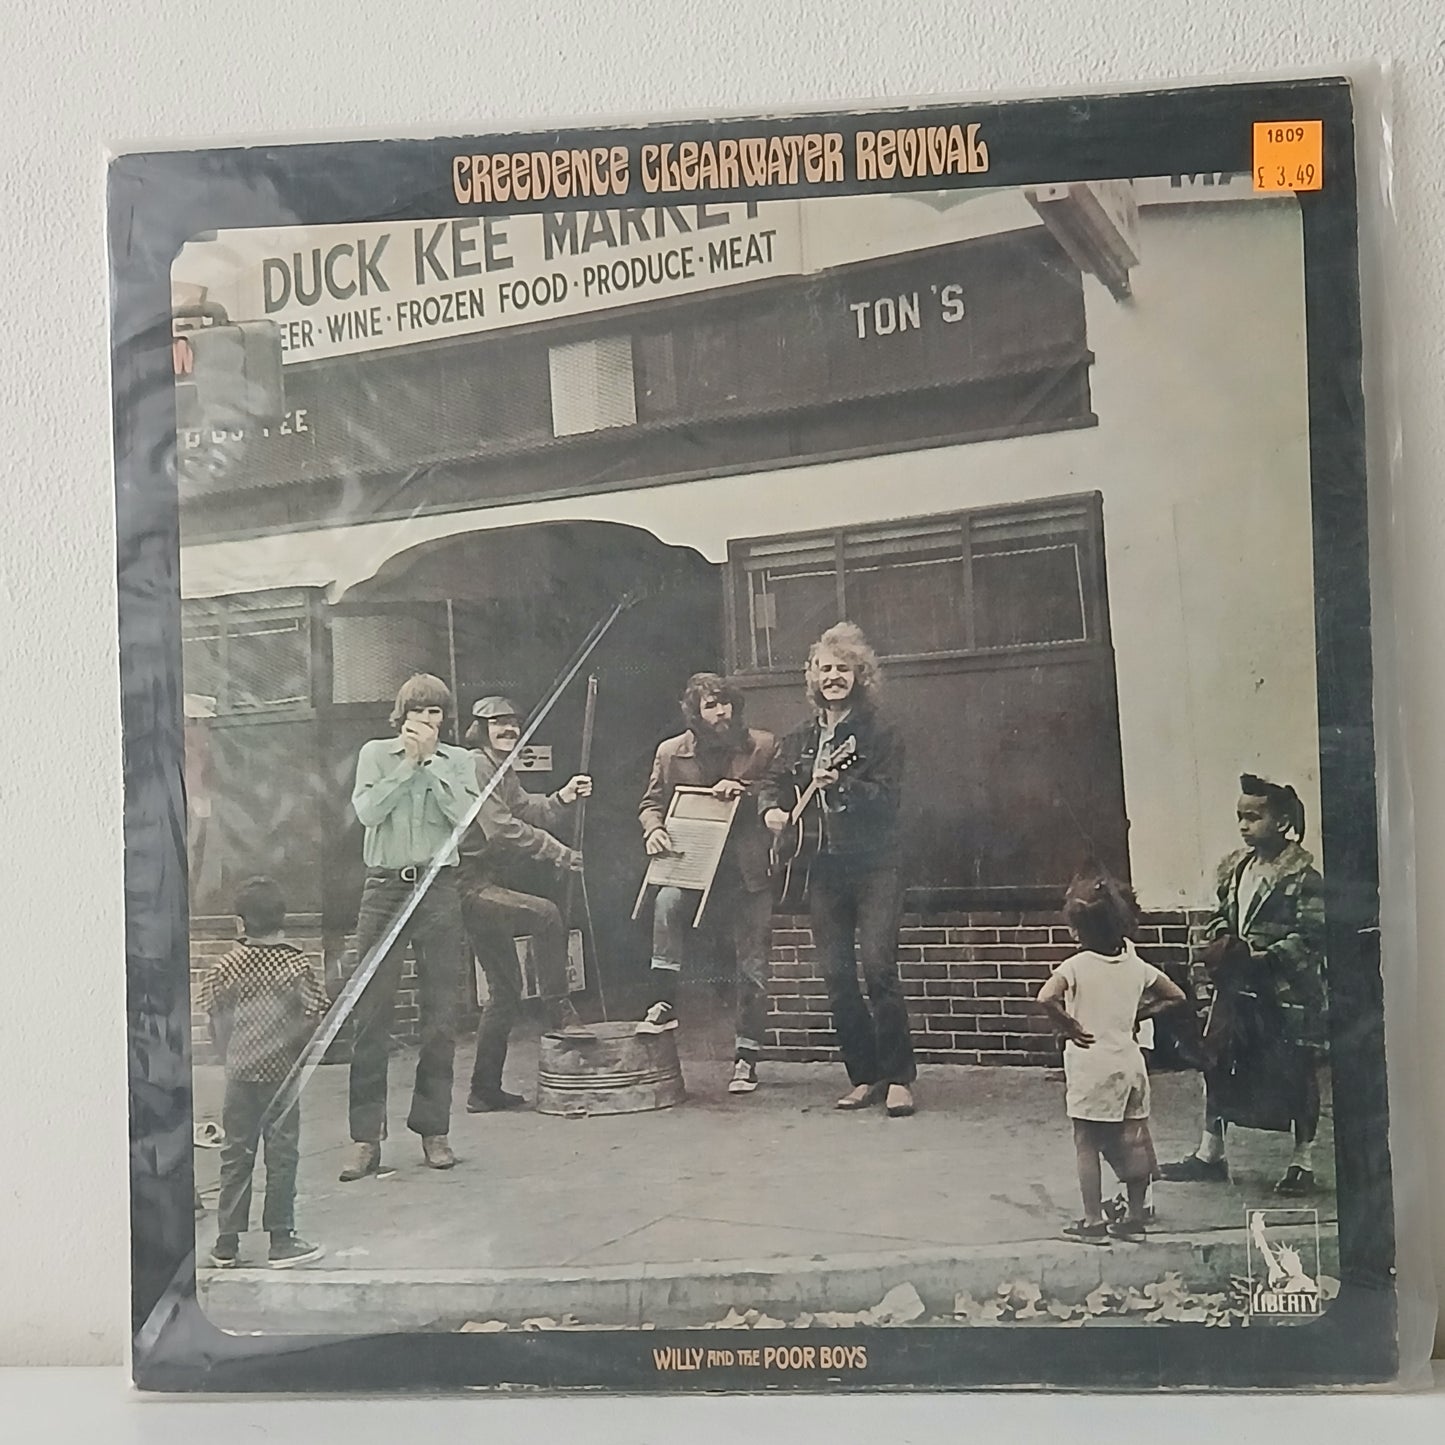 CREEDENCE CLEARWATER REVIVAL
1809
£ 3.49
DUCK KEE MARKET
EER · WINE · FROZEN FOOD · PRODUCE · MEAT
TON'S
LIBERTY
WILLY AND THE POOR BOYS